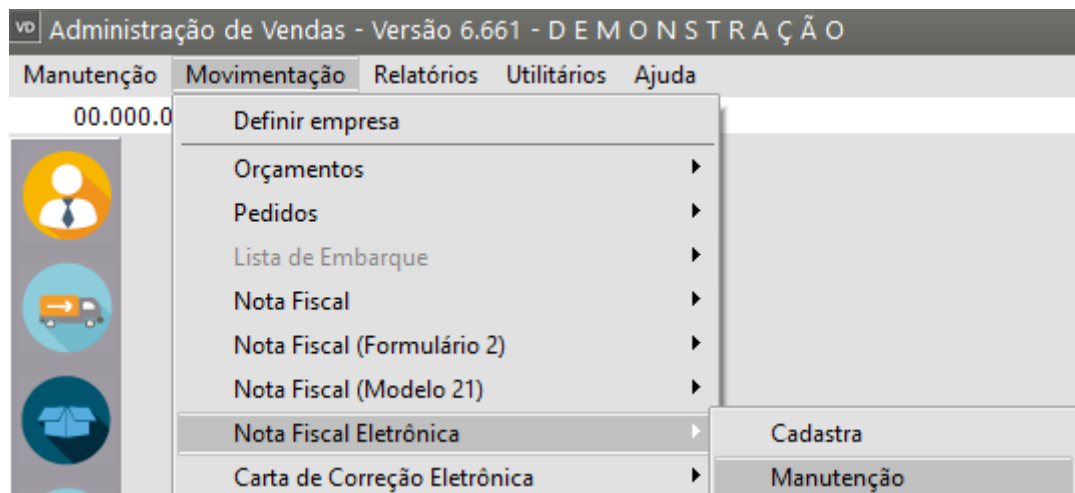 VD Administração de Vendas - Versão 6.661 - D E M O N S T R A Ç Ã O
Manutenção Movimentação Relatórios Utilitários Ajuda
00.000.0
Definir empresa
Orçamentos
Pedidos
Lista de Embarque
Nota Fiscal
Nota Fiscal (Formulário 2)
Nota Fiscal (Modelo 21)
Nota Fiscal Eletrônica Cadastra
Carta de Correção Eletrônica Manutenção